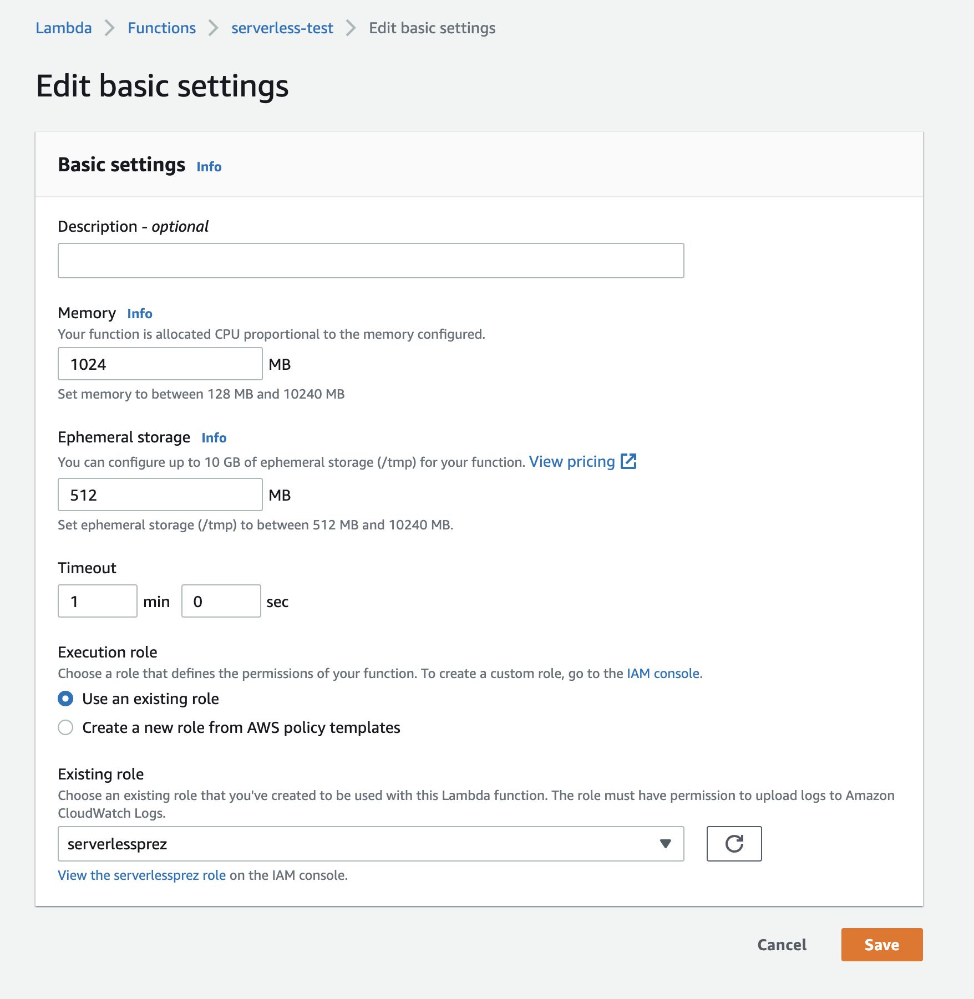 Lambda Functions serverless-test Edit basic settings
Edit basic settings
Basic settings Info
Description - optional
Memory Info
Your function is allocated CPU proportional to the memory configured.
1024 MB
Set memory to between 128 MB and 10240 MB
Ephemeral storage Info
You can configure up to 10 GB of ephemeral storage (/tmp) for your function. View pricing
512 MB
Set ephemeral storage (/tmp) to between 512 MB and 10240 MB.
Timeout
1 min 0 sec
Execution role
Choose a role that defines the permissions of your function. To create a custom role, go to the IAM console.
Use an existing role
Create a new role from AWS policy templates
Existing role
Choose an existing role that you've created to be used with this Lambda function. The role must have permission to upload logs to Amazon
CloudWatch Logs.
serverlessprez
View the serverlessprez role on the IAM console.
Cancel Save